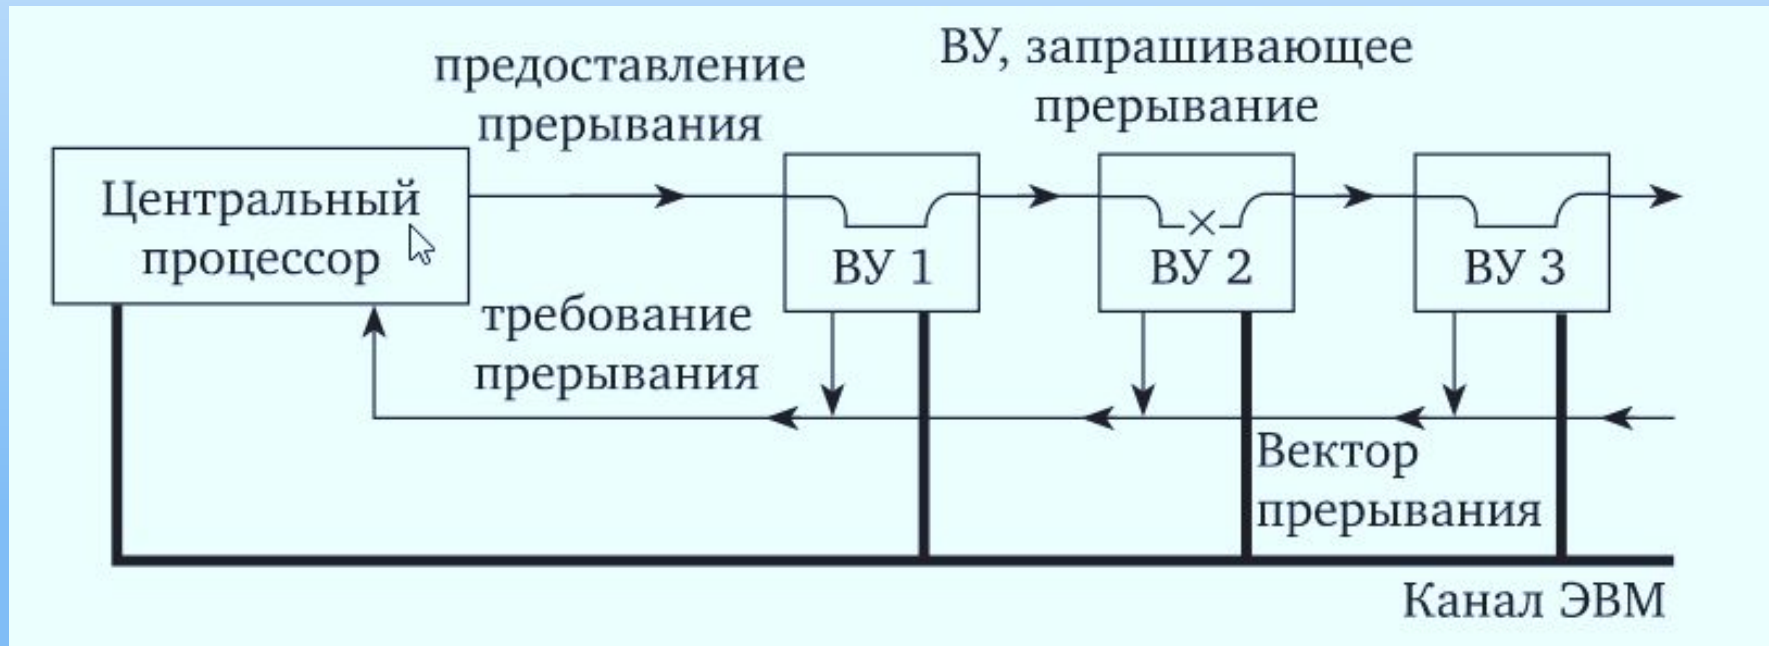 предоставление
прерывания
ВУ, запрашивающее
прерывание
Центральный
процессор
ВУ 1
ВУ 2
ВУ 3
требование
прерывания
Вектор
прерывания
Канал ЭВМ